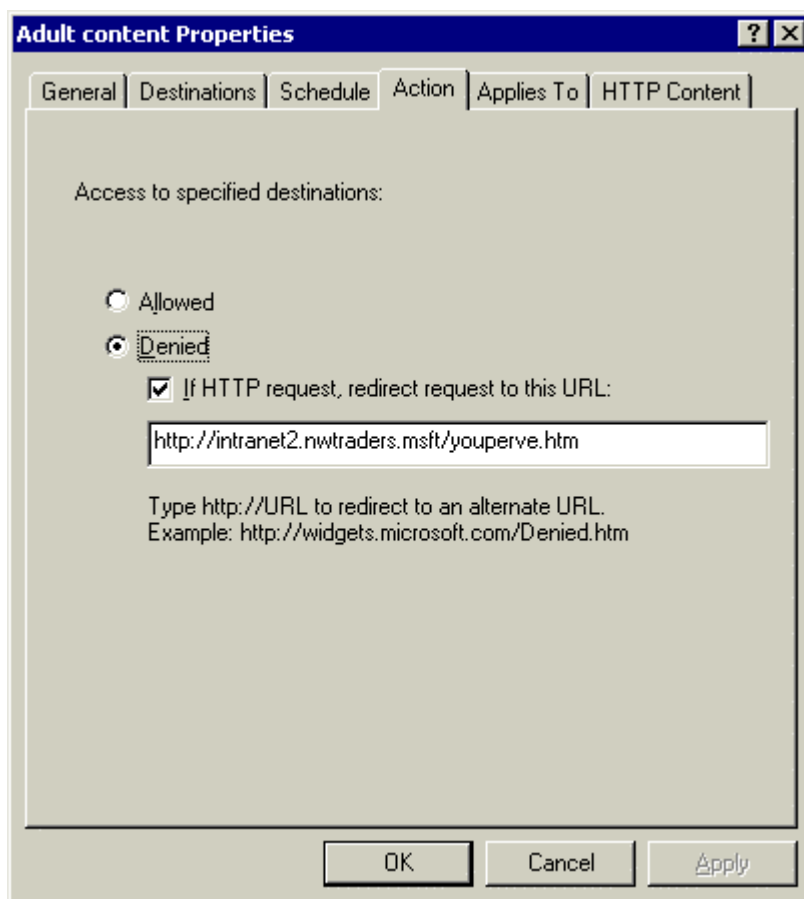 Adult content Properties
General Destinations Schedule Action Applies To HTTP Content
Access to specified destinations:
Allowed
Denied
If HTTP request, redirect request to this URL:
http://intranet2.nwtraders.msft/youperve.htm
Type http://URL to redirect to an alternate URL.
Example: http://widgets.microsoft.com/Denied.htm
OK Cancel Apply